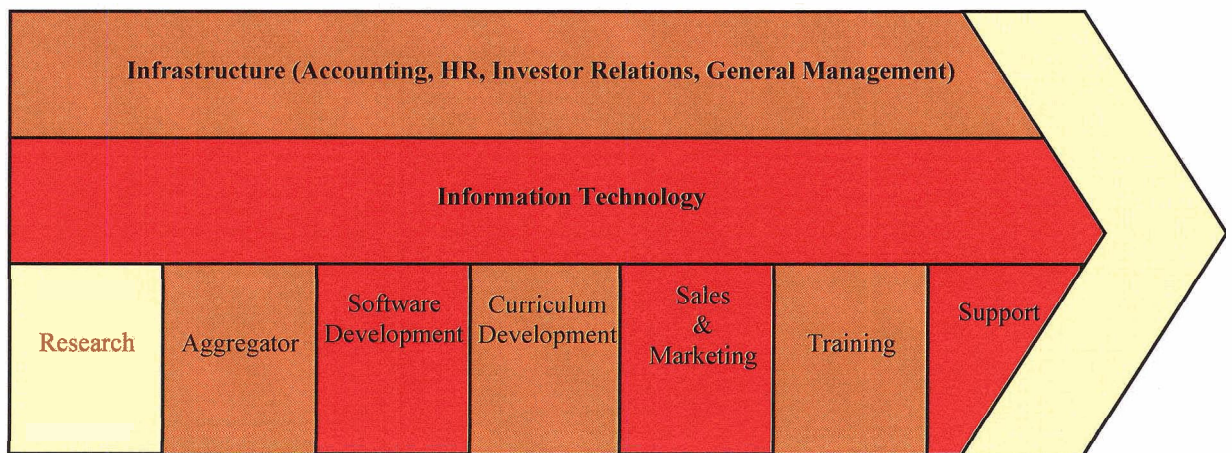 Infrastructure (Accounting, HR, Investor Relations, General Management)
Information Technology
Research
Aggregator
Software
Development
Curriculum
Development
Sales
&
Marketing
Training
Support